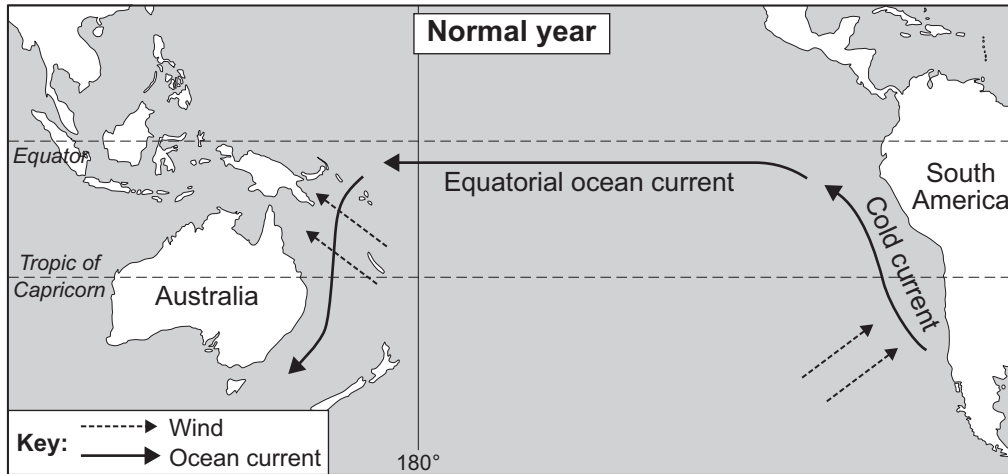 Normal year
Equator
Equatorial ocean current
South
America
Cold current
Tropic of
Capricorn
Australia
Key:
Wind
Ocean current
180°